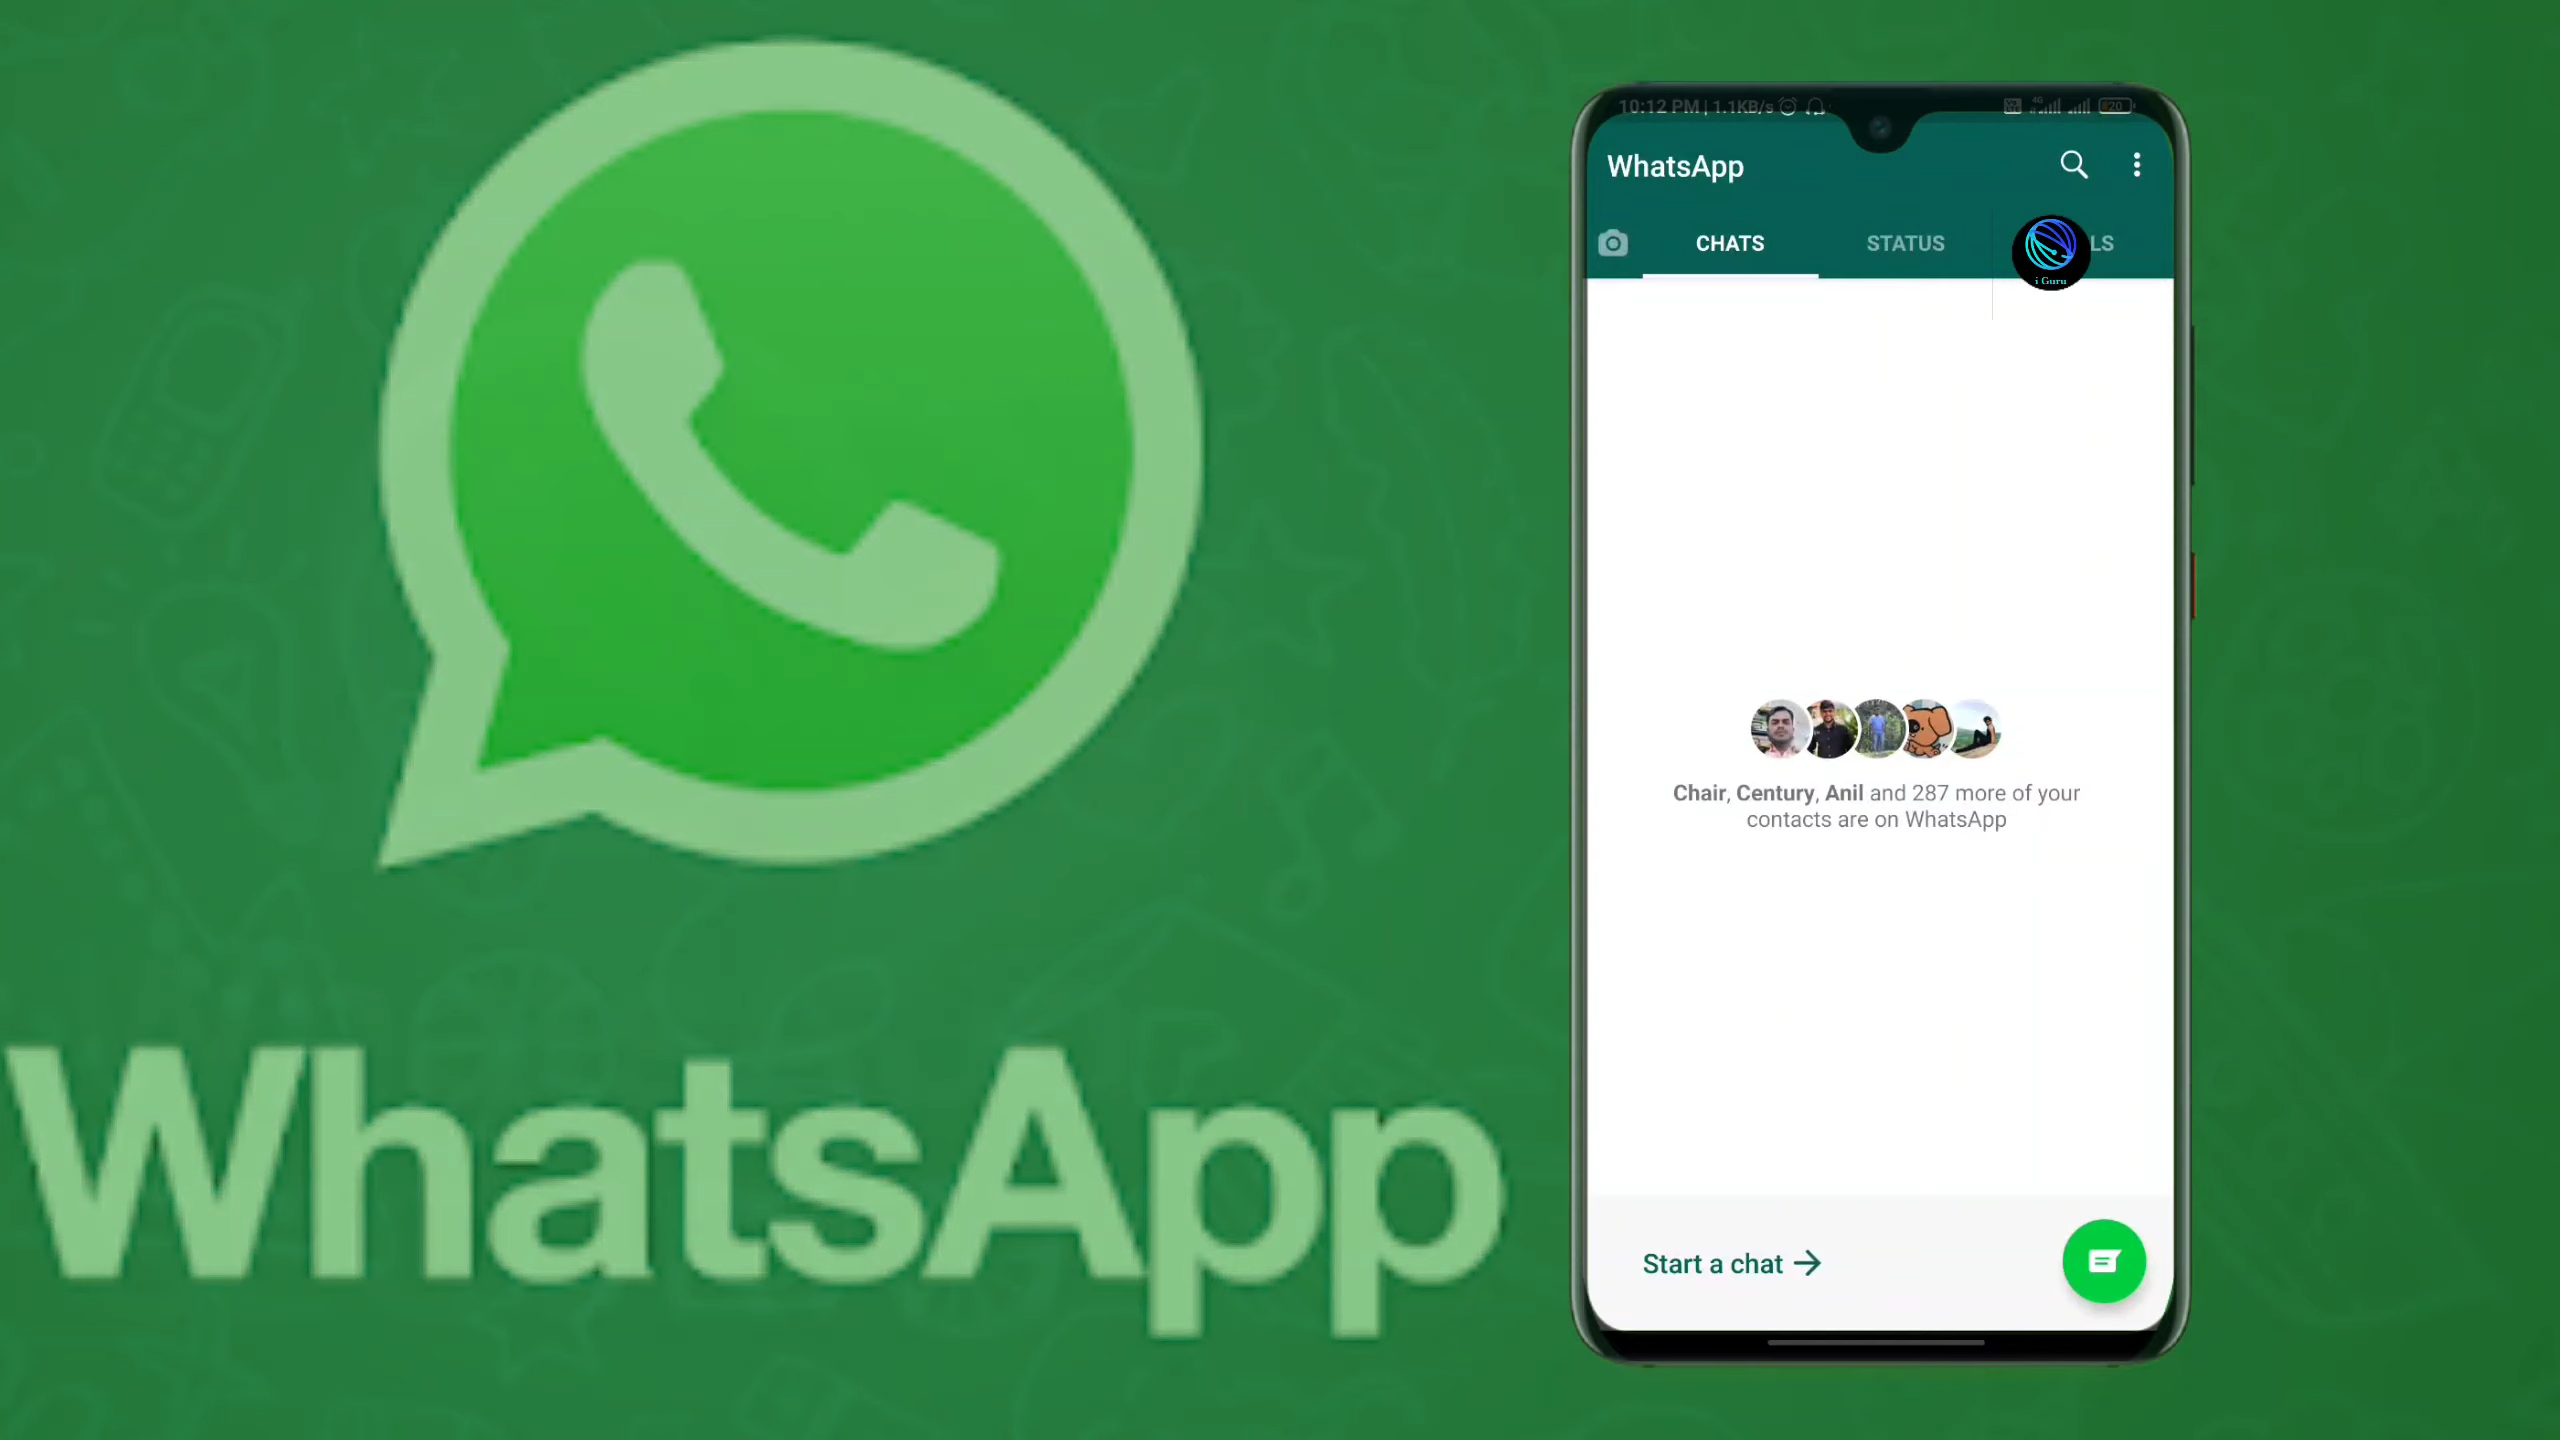 WhatsApp
10:12 PM | 1.1KB/s
WhatsApp
CHATS STATUS LS
i Guru
Chair, Century, Anil and 287 more of your
contacts are on WhatsApp
Start a chat →